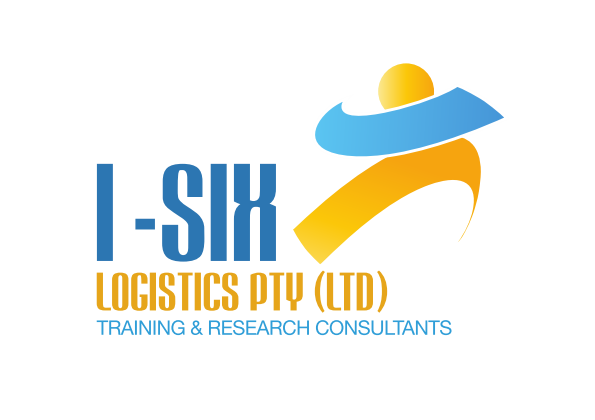 I -SIX
LOGISTICS PTY (LTD)
TRAINING & RESEARCH CONSULTANTS